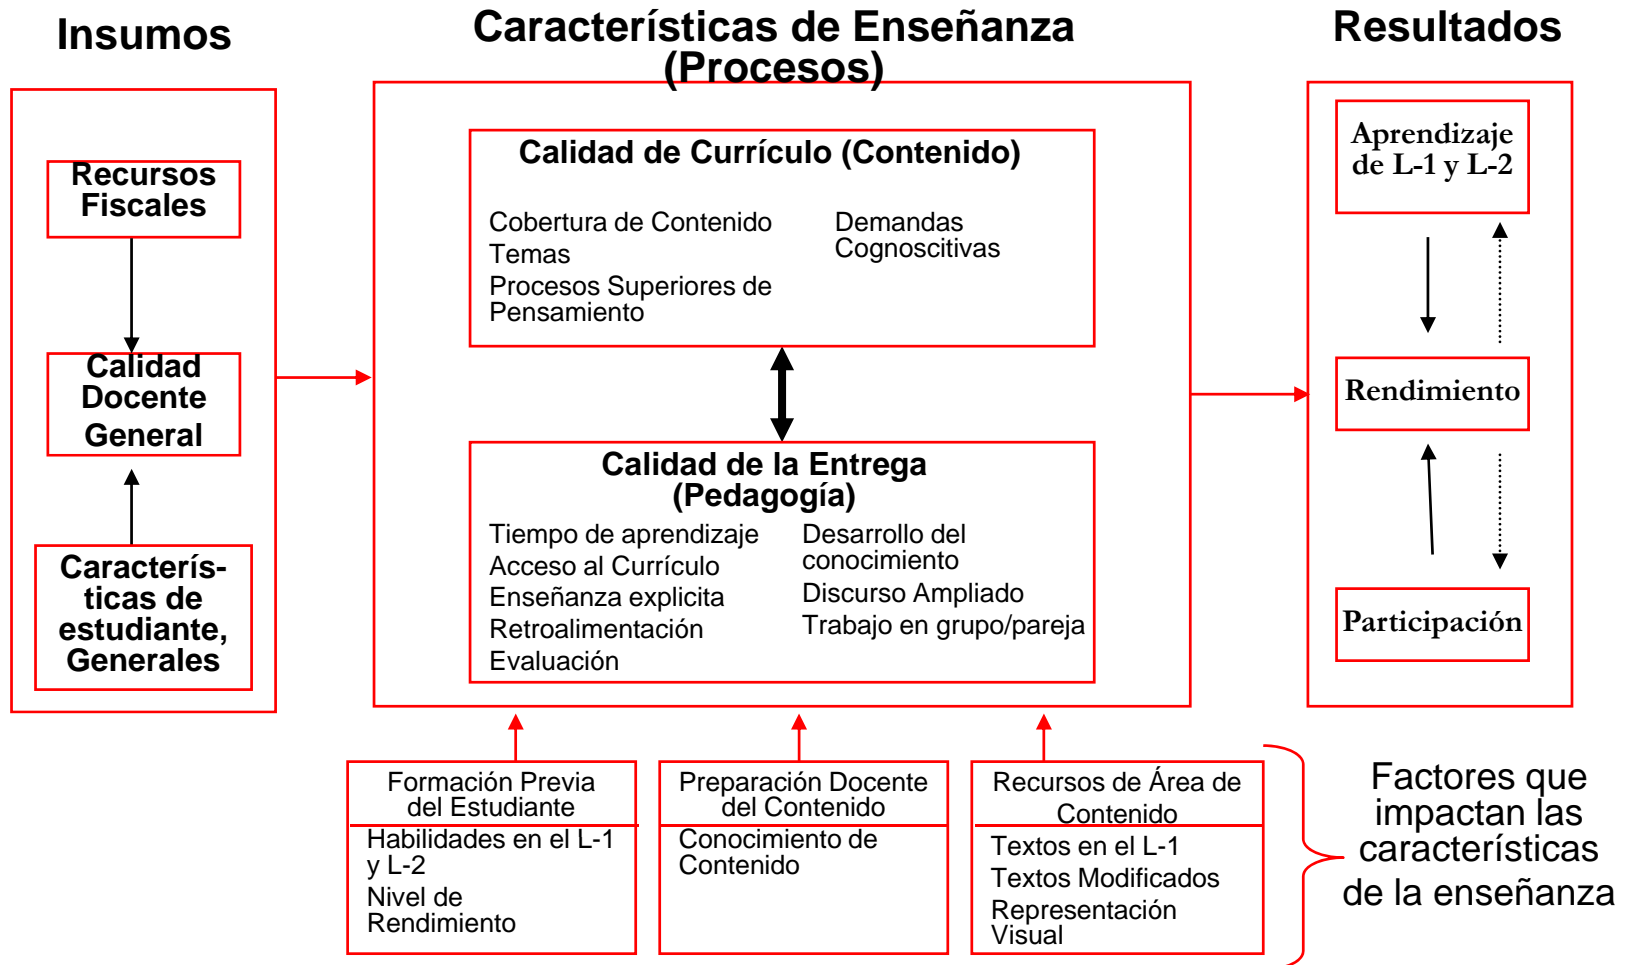 Insumos
Características de Enseñanza
(Procesos)
Resultados
Recursos
Fiscales
Calidad
Docente
General
Caracterís-
ticas de
estudiante,
Generales
Calidad de Currículo (Contenido)
Cobertura de Contenido
Temas
Procesos Superiores de
Pensamiento
Demandas
Cognoscitivas
Calidad de la Entrega
(Pedagogía)
Tiempo de aprendizaje
Acceso al Currículo
Enseñanza explicita
Retroalimentación
Evaluación
Desarrollo del
conocimiento
Discurso Ampliado
Trabajo en grupo/pareja
Aprendizaje
de L-1 y L-2
Rendimiento
Participación
Formación Previa
del Estudiante
Habilidades en el L-1
y L-2
Nivel de
Rendimiento
Preparación Docente
del Contenido
Conocimiento de
Contenido
Recursos de Área de
Contenido
Textos en el L-1
Textos Modificados
Representación
Visual
Factores que
impactan las
características
de la enseñanza